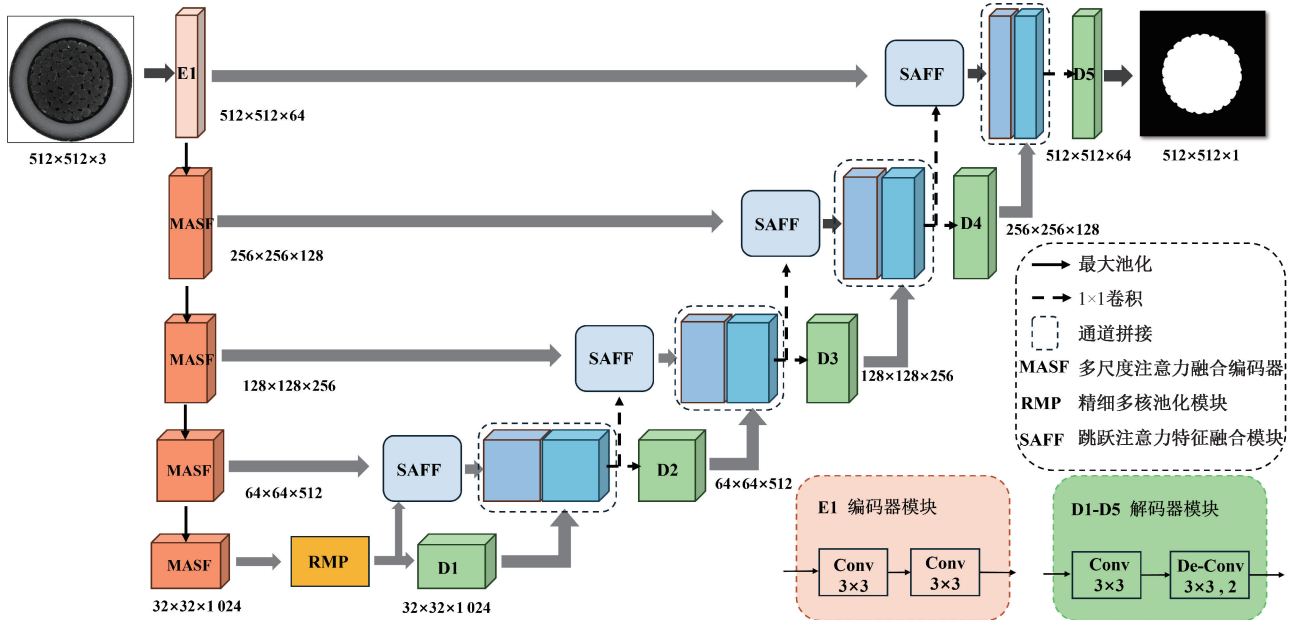 E1
SAFF
D5
512×512×3
512×512×64
512×512×64
512×512×1
MASF
SAFF
D4
256×256×128
256×256×128
MASF
SAFF
D3
128×128×256
128×128×256
MASF
SAFF
D2
64×64×512
64×64×512
MASF
RMP
D1
32×32×1 024
32×32×1 024
最大池化
1×1卷积
通道拼接
MASF 多尺度注意力融合编码器
RMP 精细多核池化模块
SAFF 跳跃注意力特征融合模块
E1 编码器模块
Conv
3×3
Conv
3×3
D1-D5 解码器模块
Conv
3×3
De-Conv
3×3 , 2